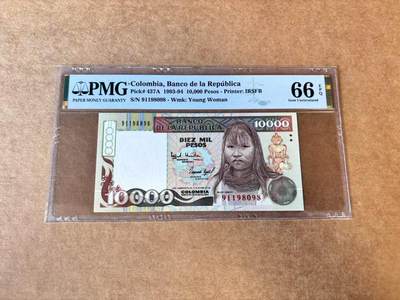 PMG
PAPER MONEY GUARANTY
Colombia, Banco de la República
Pick# 437A 1993-94 10,000 Pesos - Printer: IBSFB
S/N 91198098 - Wmk: Young Woman
66 EPQ
Gem Uncirculated
91198098
BANCO
DE LA REPUBLICA
10000
DIEZ MIL
PESOS
10000
COLOMBIA
91198098